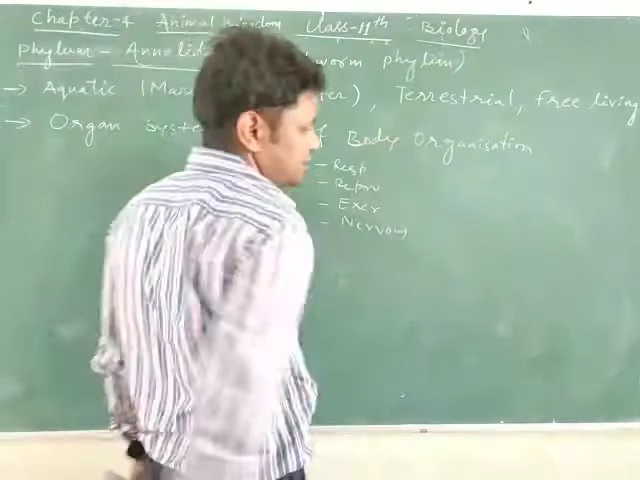 Chapter-4 Animal Kingdom Class-11th - Biology
Phylum - Annelid worm phylum)
→ Aquatic (Mar er), Terrestrial, free living
→ Organ syste f Body Organisation
- Resp
- Repro
- Excr
- Nervous